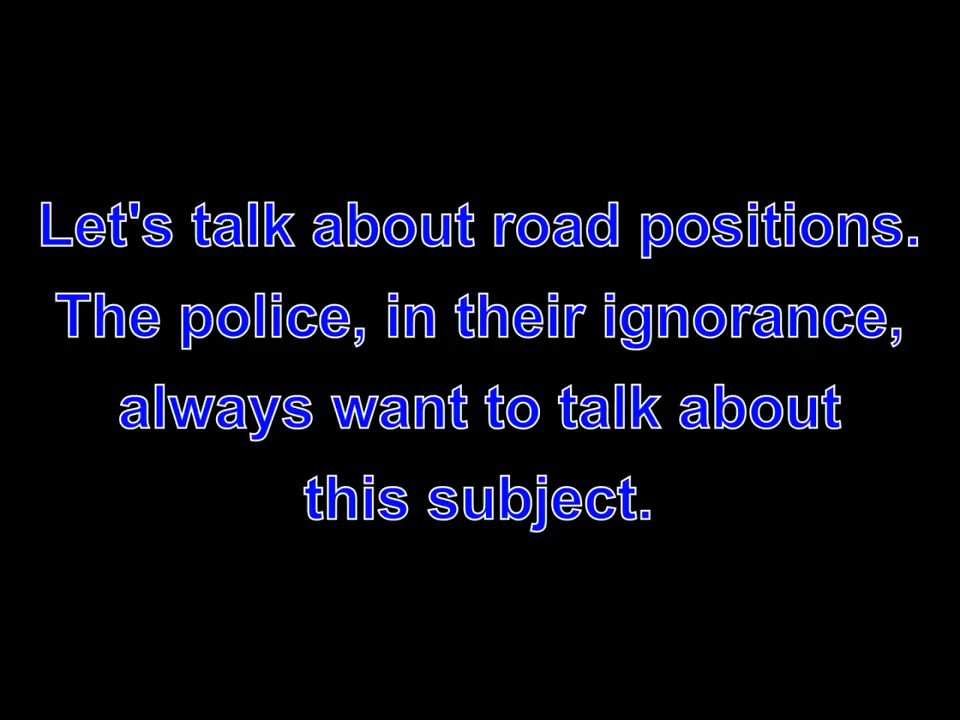 Let's talk about road positions.
The police, in their ignorance,
always want to talk about
this subject.